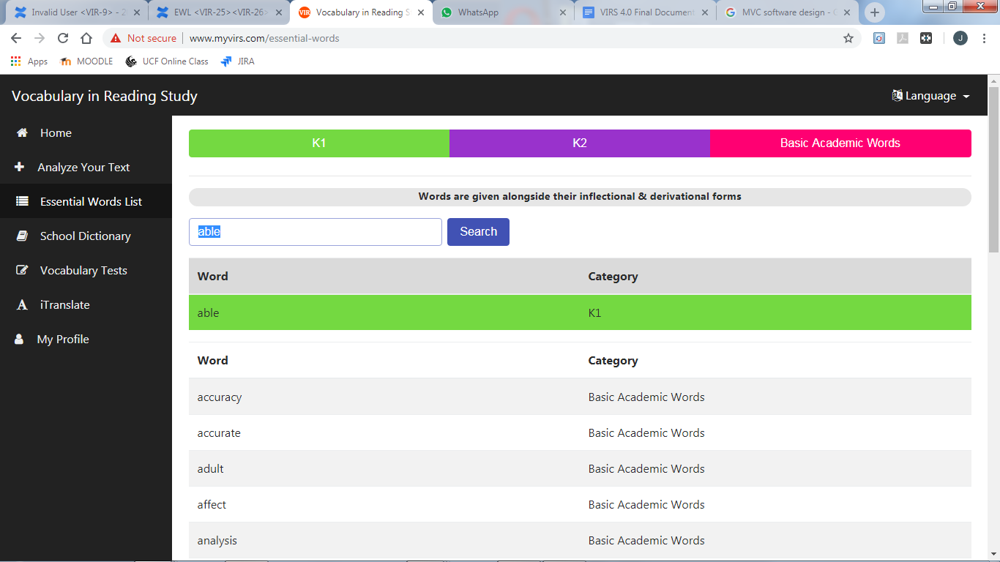 Invalid User <VIR-9> - 2
EWL <VIR-25><VIR-26>
VIR Vocabulary in Reading S
WhatsApp
VIRS 4.0 Final Document
MVC software design -
Not secure | www.myvirs.com/essential-words
J
Apps
MOODLE
UCF Online Class
JIRA
Vocabulary in Reading Study
Language
Home
Analyze Your Text
Essential Words List
School Dictionary
Vocabulary Tests
iTranslate
My Profile
K1 K2 Basic Academic Words
Words are given alongside their inflectional & derivational forms
able Search
Word Category
able K1
Word Category
accuracy Basic Academic Words
accurate Basic Academic Words
adult Basic Academic Words
affect Basic Academic Words
analysis Basic Academic Words